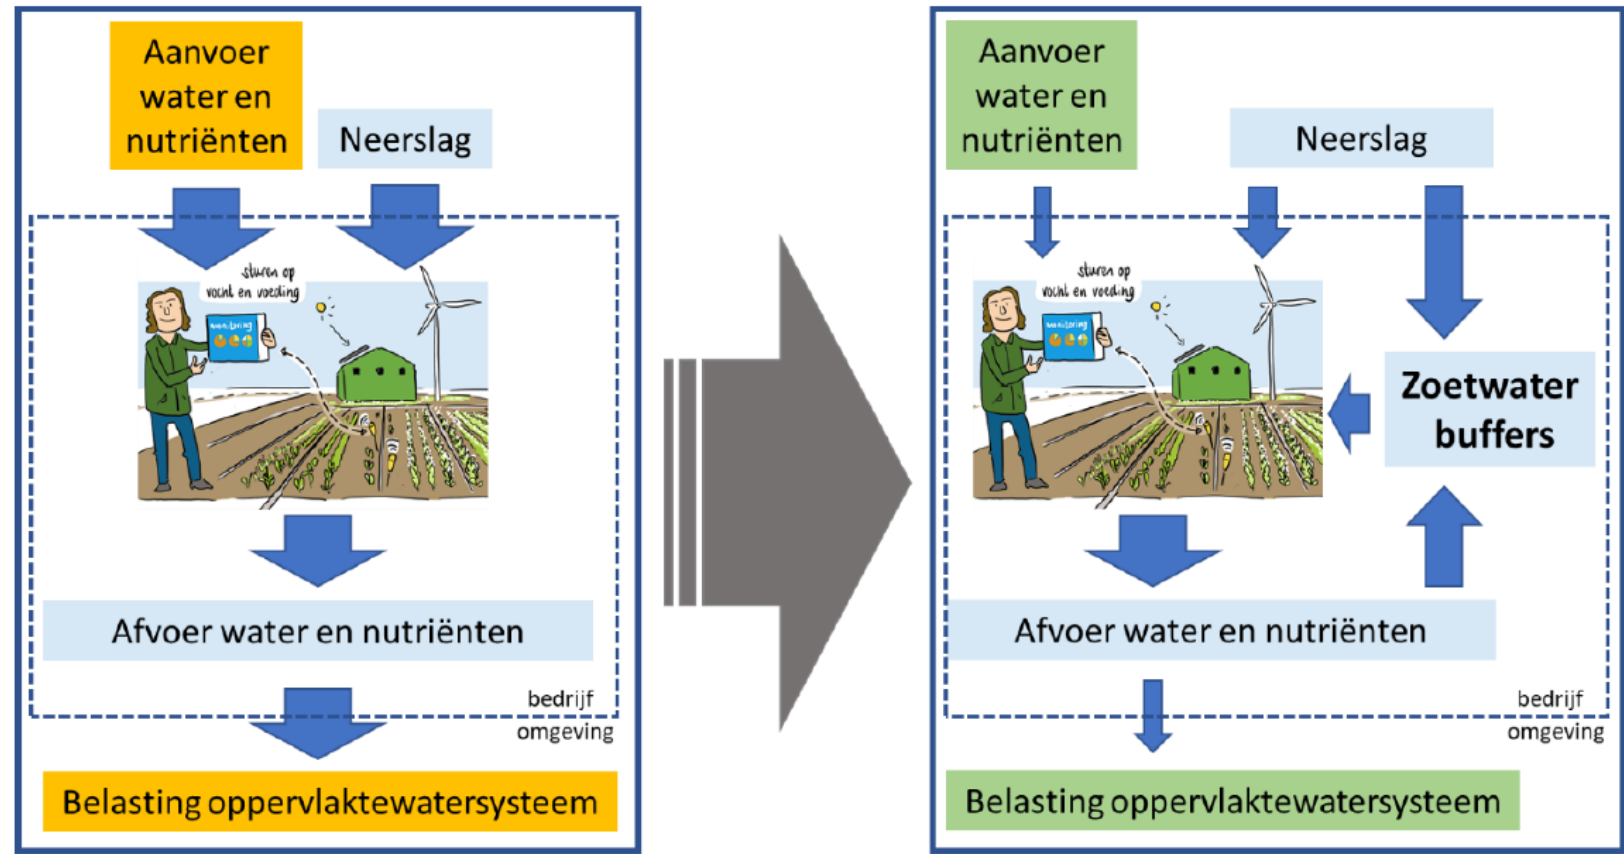 Aanvoer
water en
nutriënten
Neerslag
sturen op
vocht en voeding
monitoring
Afvoer water en nutriënten
bedrijf
omgeving
Belasting oppervlaktewatersysteem
Aanvoer
water en
nutriënten
Neerslag
sturen op
vocht en voeding
monitoring
Zoetwater
buffers
Afvoer water en nutriënten
bedrijf
omgeving
Belasting oppervlaktewatersysteem